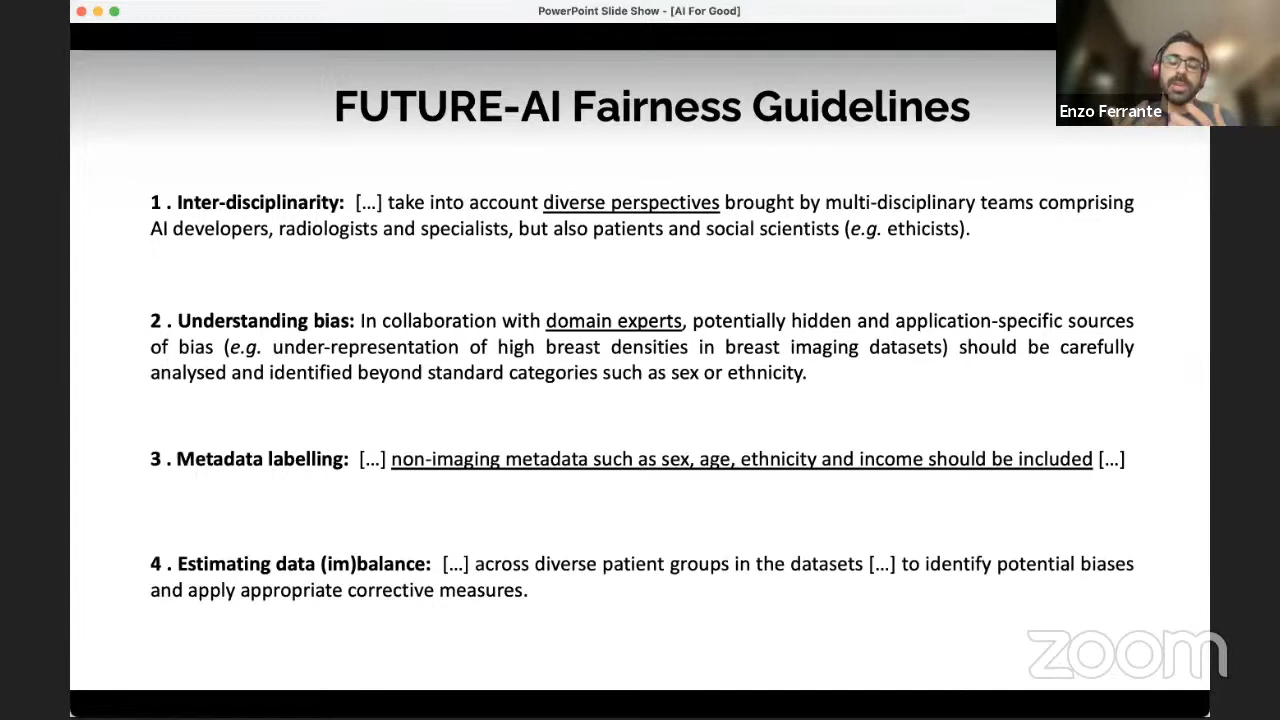 PowerPoint Slide Show - [AI For Good]
FUTURE-AI Fairness Guidelines
Enzo Ferrante
1 . Inter-disciplinarity: [...] take into account diverse perspectives brought by multi-disciplinary teams comprising
AI developers, radiologists and specialists, but also patients and social scientists (e.g. ethicists).
2 . Understanding bias: In collaboration with domain experts, potentially hidden and application-specific sources
of bias (e.g. under-representation of high breast densities in breast imaging datasets) should be carefully
analysed and identified beyond standard categories such as sex or ethnicity.
3 . Metadata labelling: [...] non-imaging metadata such as sex, age, ethnicity and income should be included [...]
4 . Estimating data (im)balance: [...] across diverse patient groups in the datasets [...] to identify potential biases
and apply appropriate corrective measures.
zoom